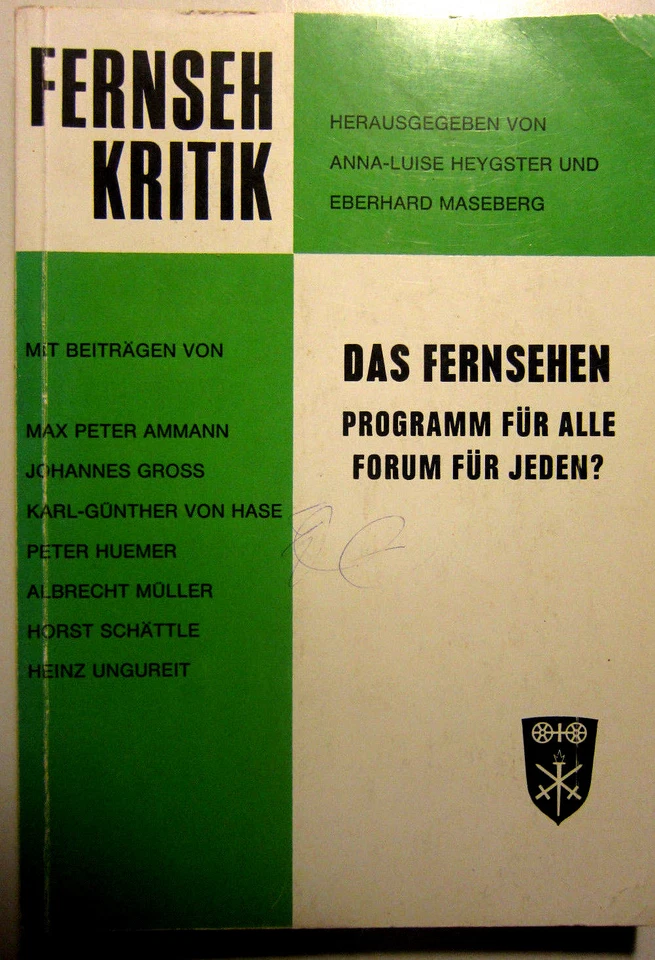 FERNSEH
KRITIK
HERAUSGEGEBEN VON
ANNA-LUISE HEYGSTER UND
EBERHARD MASEBERG
MIT BEITRÄGEN VON
MAX PETER AMMANN
JOHANNES GROSS
KARL-GÜNTHER VON HASE
PETER HUEMER
ALBRECHT MÜLLER
HORST SCHÄTTLE
HEINZ UNGUREIT
DAS FERNSEHEN
PROGRAMM FÜR ALLE
FORUM FÜR JEDEN?